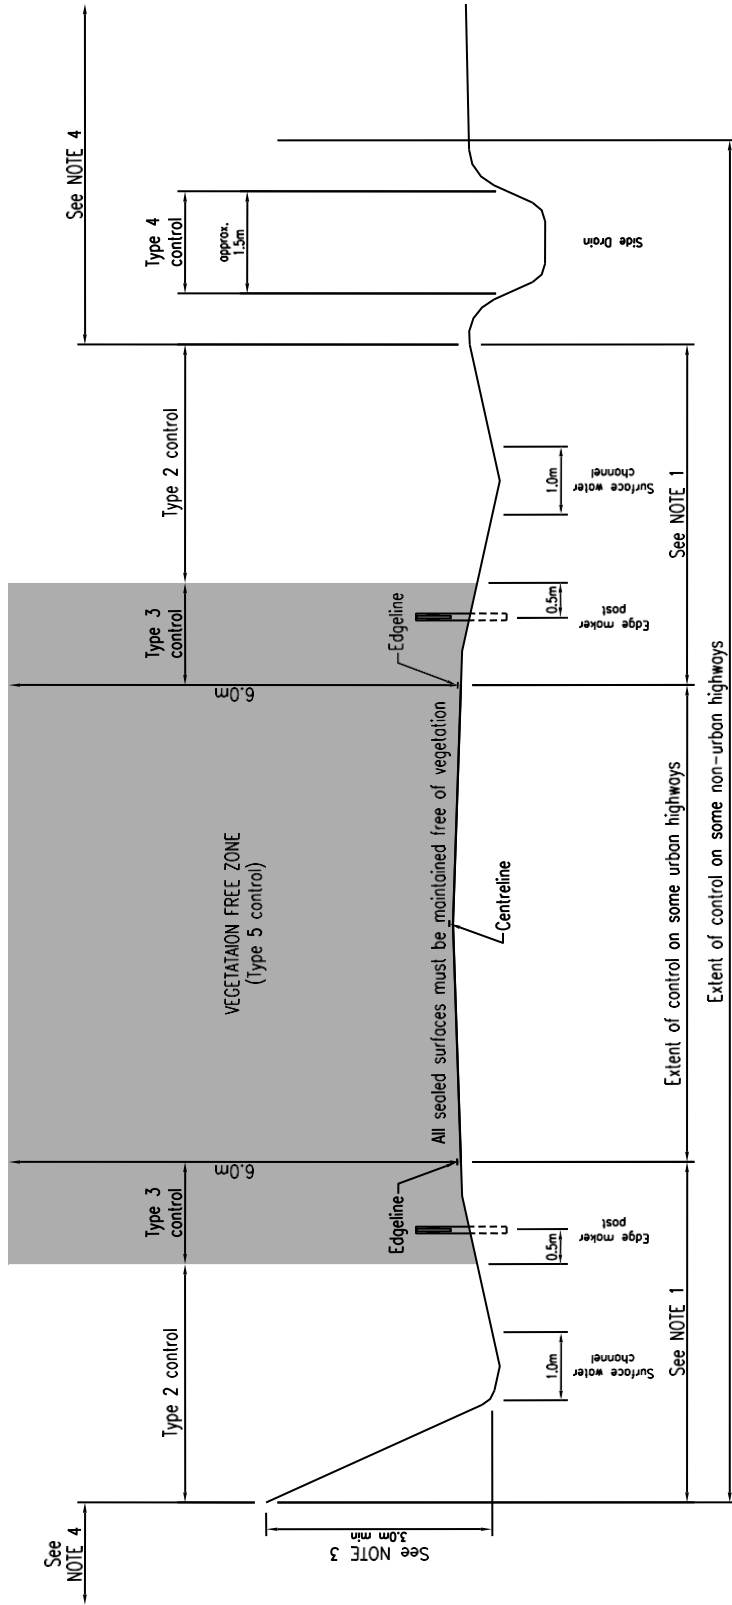 See
NOTE 4
See NOTE 4
Type 2 control
Type 3
control
Type 3
control
Type 2 control
Type 4
control
approx.
1.5m
VEGETATAION FREE ZONE
(Type 5 control)
6.0m
6.0m
See NOTE 3
3.0m min
Edgeline
All sealed surfaces must be maintained free of vegetation
Edgeline
Centreline
1.0m
Surface water
channel
0.5m
Edge maker
post
0.5m
Edge maker
post
1.0m
Surface water
channel
Side Drain
See NOTE 1
Extent of control on some urban highways
See NOTE 1
Extent of control on some non-urban highways